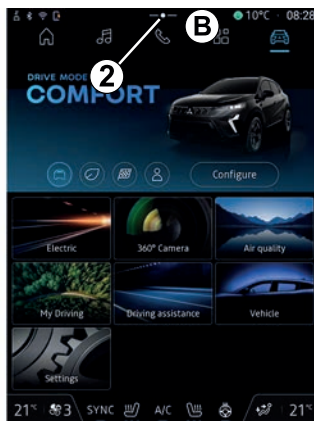 10°C 08:28
B
2
DRIVE MODE
COMFORT
Configure
Electric
360° Camera
Air quality
My Driving
Driving assistance
Vehicle
Settings
21°C 3 SYNC A/C 21°C